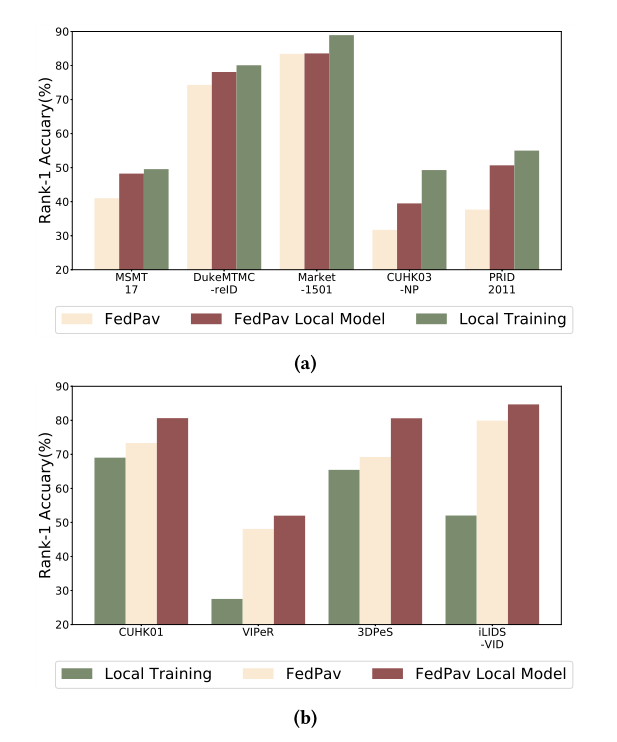 90
80
70
60
50
40
30
20
Rank-1 Accuary(%)
MSMT
17
DukeMTMC
-reID
Market
-1501
CUHK03
-NP
PRID
2011
FedPav
FedPav Local Model
Local Training
(a)
90
80
70
60
50
40
30
20
Rank-1 Accuary(%)
CUHK01
VIPeR
3DPeS
iLIDS
-VID
Local Training
FedPav
FedPav Local Model
(b)